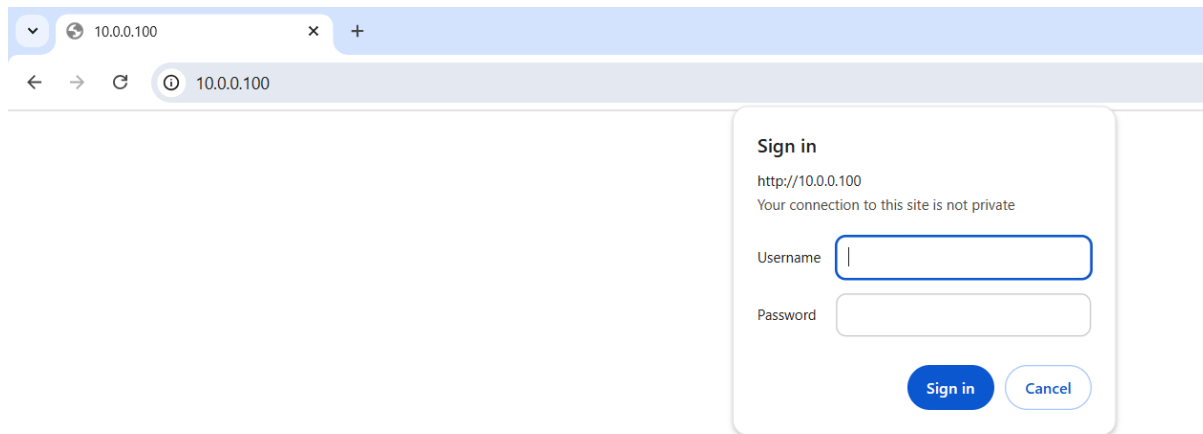 10.0.0.100
10.0.0.100
Sign in
http://10.0.0.100
Your connection to this site is not private
Username
Password
Sign in Cancel